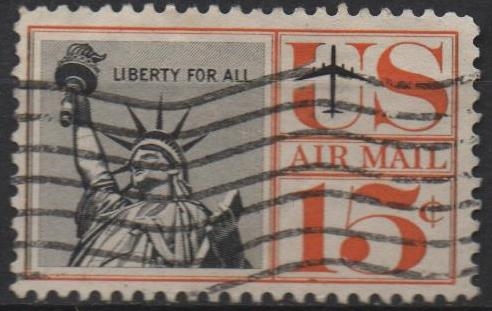 LIBERTY FOR ALL
US
AIR MAIL
15¢